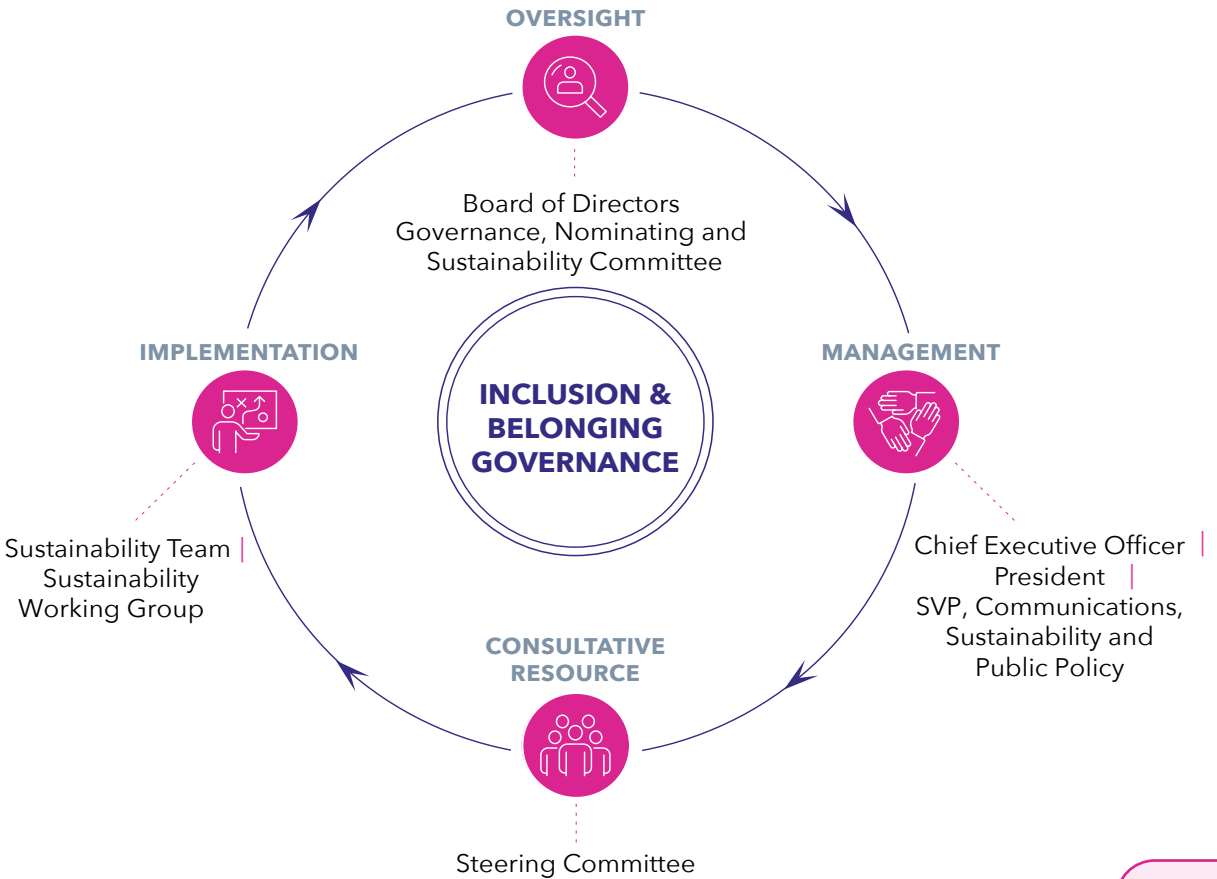 OVERSIGHT
Board of Directors
Governance, Nominating and
Sustainability Committee
IMPLEMENTATION
MANAGEMENT
INCLUSION &
BELONGING
GOVERNANCE
Sustainability Team |
Sustainability
Working Group
Chief Executive Officer |
President |
SVP, Communications,
Sustainability and
Public Policy
CONSULTATIVE
RESOURCE
Steering Committee